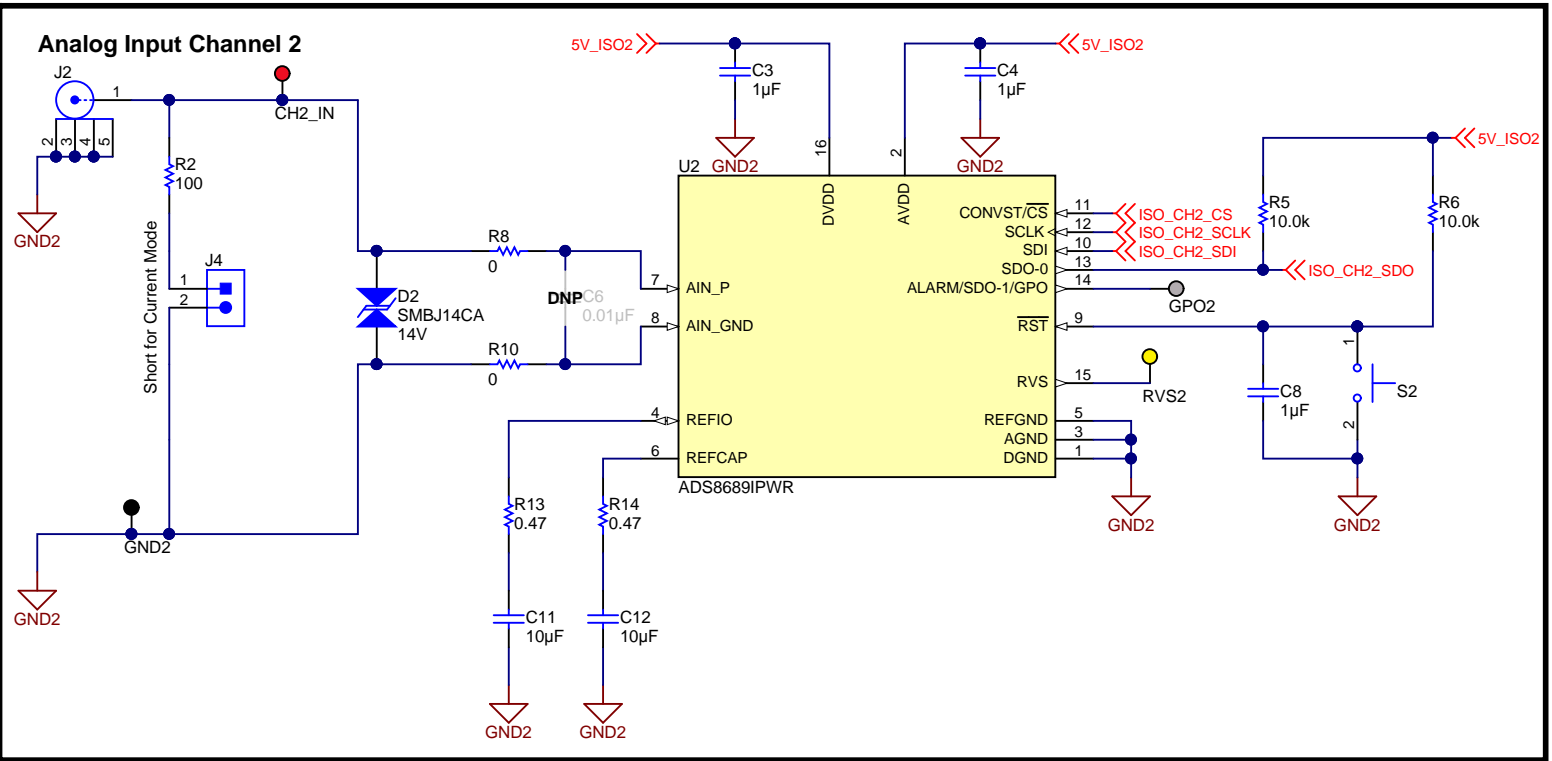 Analog Input Channel 2
J2
1
2
3
4
5
GND2
R2
100
CH2_IN
Short for Current Mode
J4
1
2
GND2
GND2
D2
SMBJ14CA
14V
R8
0
R10
0
DNP
C6
0.01µF
5V_ISO2
C3
1µF
GND2
5V_ISO2
C4
1µF
GND2
16
2
U2
DVDD
AVDD
7
AIN_P
8
AIN_GND
4
REFIO
6
REFCAP
ADS8689IPWR
CONVST/CS
11
ISO_CH2_CS
SCLK
12
ISO_CH2_SCLK
SDI
10
ISO_CH2_SDI
SDO-0
13
ISO_CH2_SDO
ALARM/SDO-1/GPO
14
GPO2
RST
9
RVS
15
RVS2
REFGND
5
AGND
3
DGND
1
GND2
5V_ISO2
R5
10.0k
R6
10.0k
C8
1µF
1
2
S2
GND2
R13
0.47
R14
0.47
C11
10µF
C12
10µF
GND2
GND2